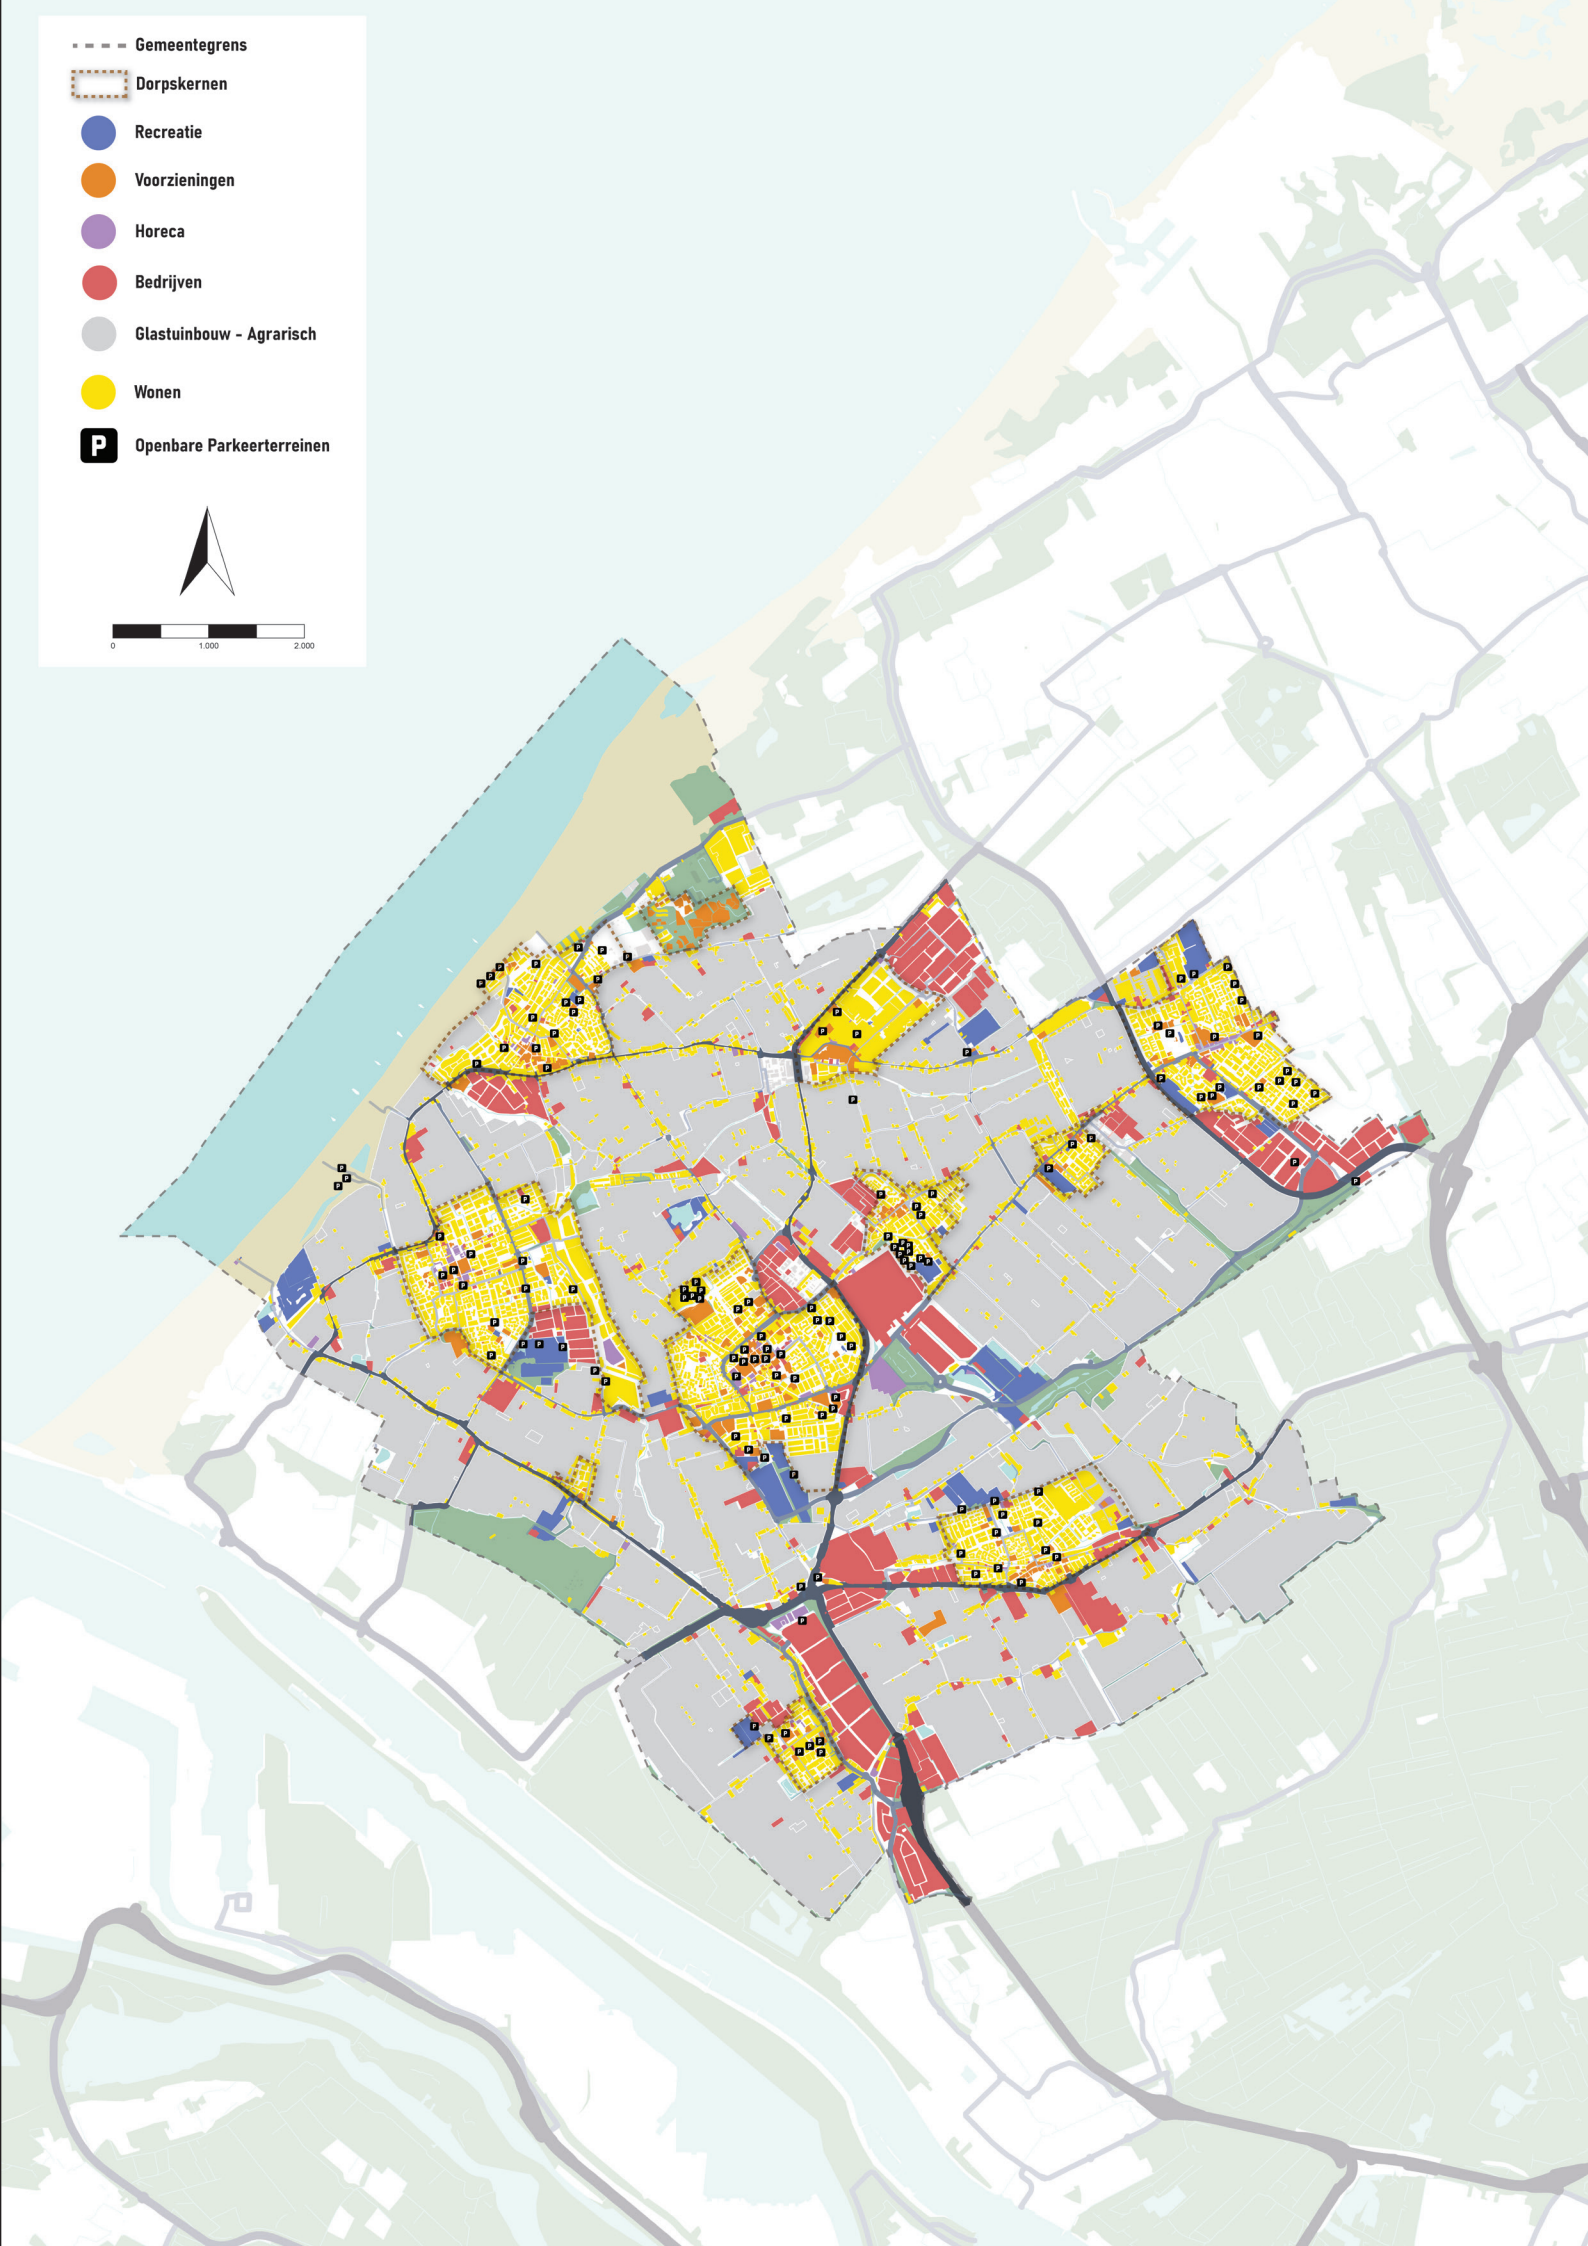 Gemeentegrens
Dorpskernen
Recreatie
Voorzieningen
Horeca
Bedrijven
Glastuinbouw - Agrarisch
Wonen
P Openbare Parkeerterreinen
0 1.000 2.000